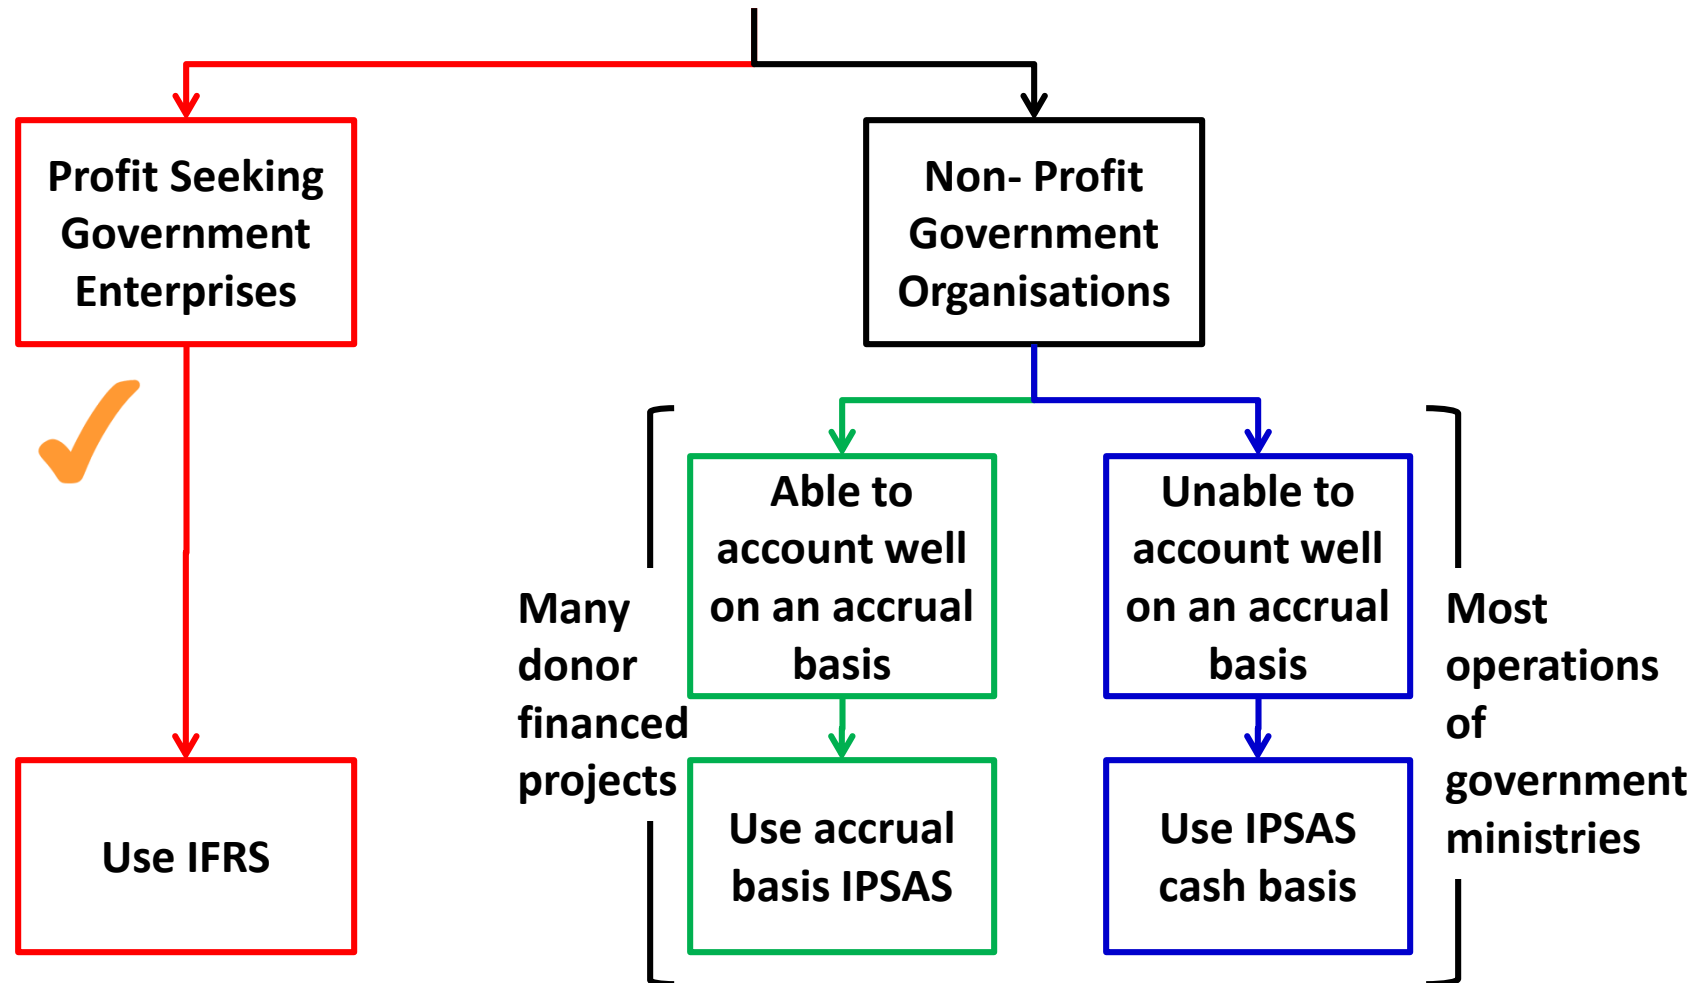 Profit Seeking
Government
Enterprises
Non- Profit
Government
Organisations
Many
donor
financed
projects
Able to
account well
on an accrual
basis
Unable to
account well
on an accrual
basis
Most
operations
of
government
ministries
Use IFRS
Use accrual
basis IPSAS
Use IPSAS
cash basis